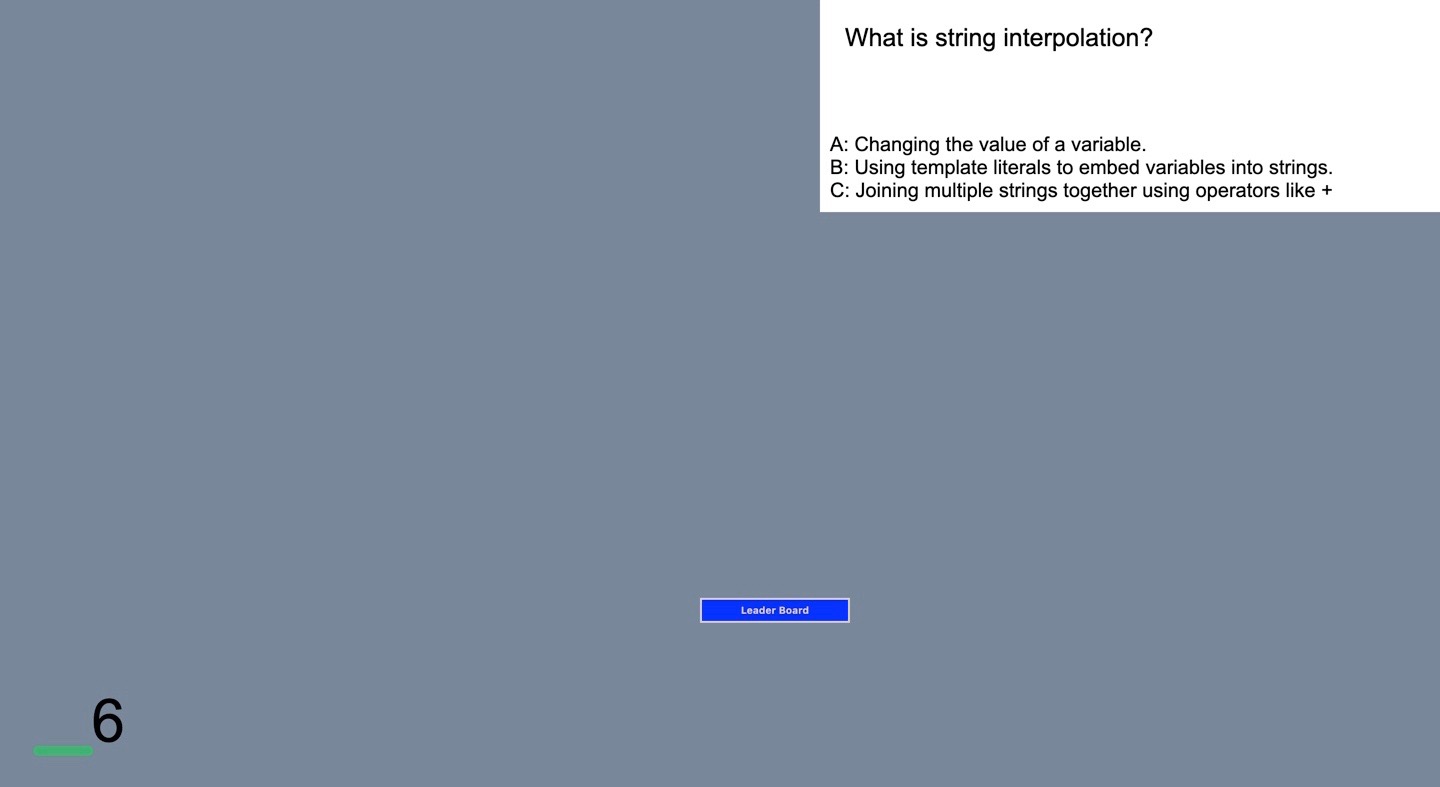 What is string interpolation?
A: Changing the value of a variable.
B: Using template literals to embed variables into strings.
C: Joining multiple strings together using operators like +
Leader Board
6